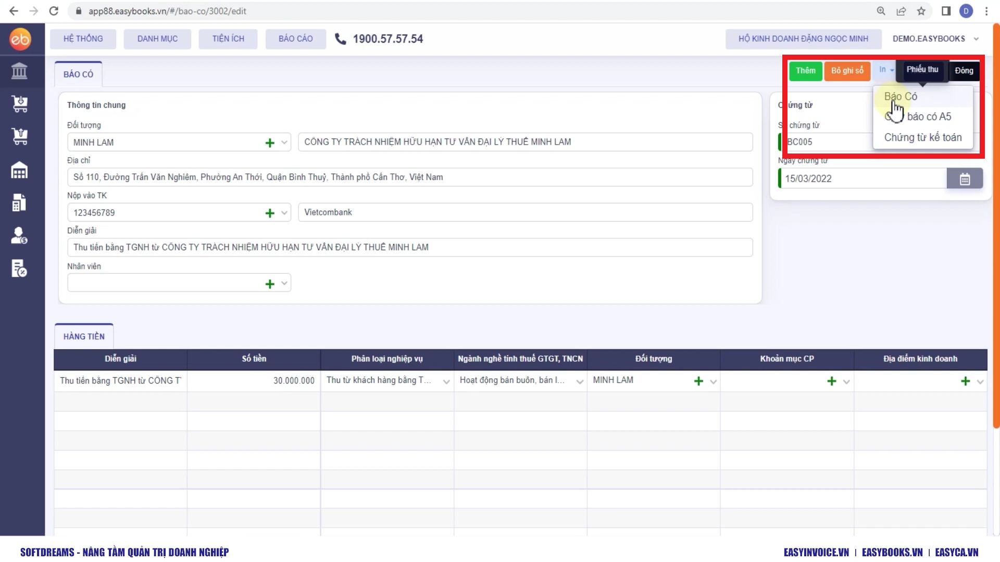 app88.easybooks.vn/#/bao-co/3002/edit
D
eb
HỆ THỐNG
DANH MỤC
TIỆN ÍCH
BÁO CÁO
1900.57.57.54
HỘ KINH DOANH ĐẶNG NGỌC MINH
DEMO.EASYBOOKS
BÁO CÓ
Thêm
Bỏ ghi sổ
In
Phiếu thu
Đóng
Báo Có
báo có A5
Chứng từ kế toán
Thông tin chung
Đối tượng
MINH LAM
CÔNG TY TRÁCH NHIỆM HỮU HẠN TƯ VẤN ĐẠI LÝ THUẾ MINH LAM
Địa chỉ
Số 110, Đường Trần Văn Nghiêm, Phường An Thới, Quận Bình Thuỷ, Thành phố Cần Thơ, Việt Nam
Nộp vào TK
123456789
Vietcombank
Diễn giải
Thu tiền bằng TGNH từ CÔNG TY TRÁCH NHIỆM HỮU HẠN TƯ VẤN ĐẠI LÝ THUẾ MINH LAM
Nhân viên
Chứng từ
Số chứng từ
BC005
Ngày chứng từ
15/03/2022
HÀNG TIỀN
Diễn giải
Số tiền
Phân loại nghiệp vụ
Ngành nghề tính thuế GTGT, TNCN
Đối tượng
Khoản mục CP
Địa điểm kinh doanh
Thu tiền bằng TGNH từ CÔNG T
30.000.000
Thu từ khách hàng bằng T...
Hoạt động bán buôn, bán l...
MINH LAM
SOFTDREAMS - NÂNG TẦM QUẢN TRỊ DOANH NGHIỆP
EASYINVOICE.VN | EASYBOOKS.VN | EASYCA.VN